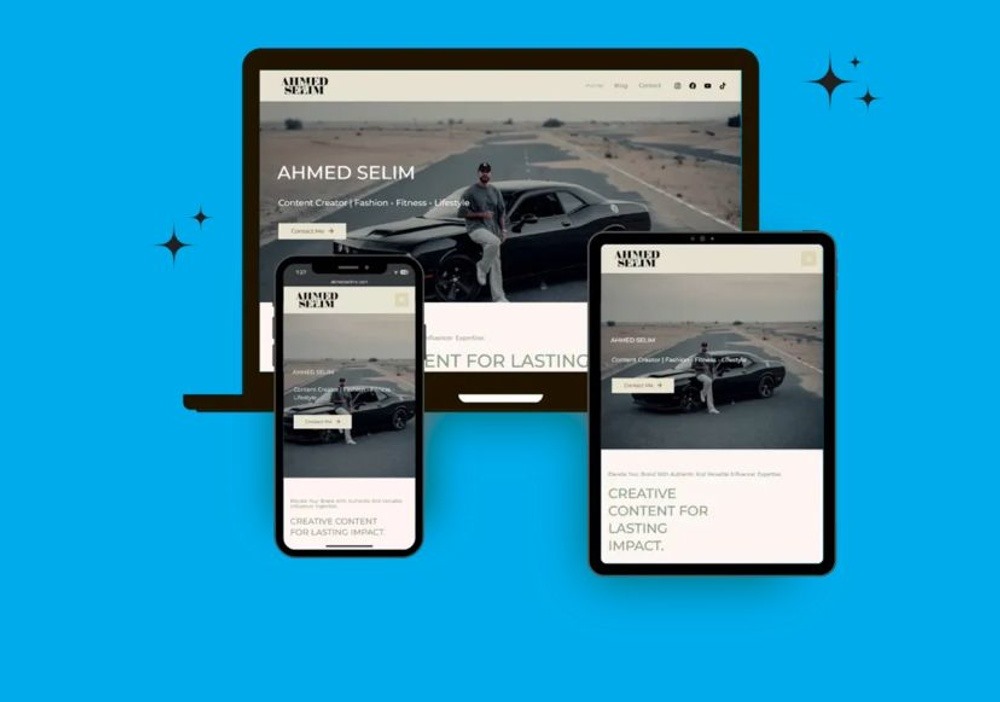 AHMED
SELIM
Home Blog Contact
AHMED SELIM
Content Creator | Fashion - Fitness - Lifestyle
Contact Me →
Influencer Expertise.
ENT FOR LASTING
1:27
ahmedselimx.com
AHMED
SELIM
AHMED SELIM
Content Creator | Fashion - Fitness -
Lifestyle
Contact Me →
Elevate Your Brand With Authentic And Versatile
Influencer Expertise.
CREATIVE CONTENT
FOR LASTING IMPACT.
AHMED
SELIM
AHMED SELIM
Content Creator | Fashion - Fitness - Lifestyle
Contact Me →
Elevate Your Brand With Authentic And Versatile Influencer Expertise.
CREATIVE
CONTENT FOR
LASTING
IMPACT.